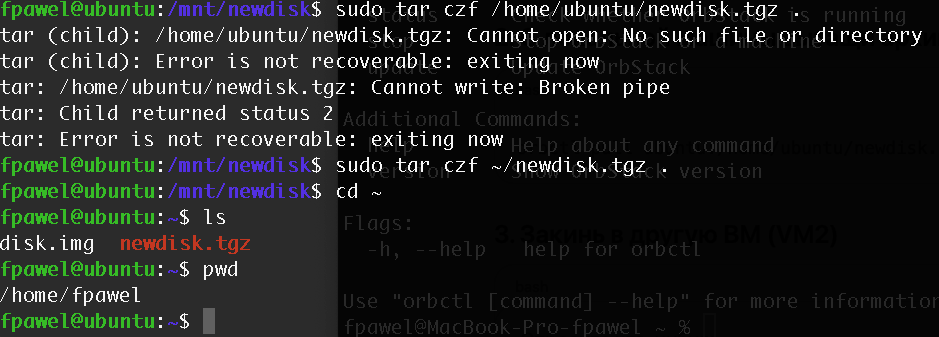 fpawel@ubuntu:/mnt/newdisk$ sudo tar czf /home/ubuntu/newdisk.tgz .
tar (child): /home/ubuntu/newdisk.tgz: Cannot open: No such file or directory
tar (child): Error is not recoverable: exiting now
tar: /home/ubuntu/newdisk.tgz: Cannot write: Broken pipe
tar: Child returned status 2
tar: Error is not recoverable: exiting now
fpawel@ubuntu:/mnt/newdisk$ sudo tar czf ~/newdisk.tgz .
fpawel@ubuntu:/mnt/newdisk$ cd ~
fpawel@ubuntu:~$ ls
disk.img newdisk.tgz
fpawel@ubuntu:~$ pwd
/home/fpawel
fpawel@ubuntu:~$
status Check whether OrbStack is running
stop Stop OrbStack or a machine
update Update OrbStack
Additional Commands:
help Help about any command
version Show OrbStack version
Flags:
-h, --help help for orbctl
Use "orbctl [command] --help" for more information
fpawel@MacBook-Pro-fpawel ~ %
3. Закинь в другую ВМ (VM2)